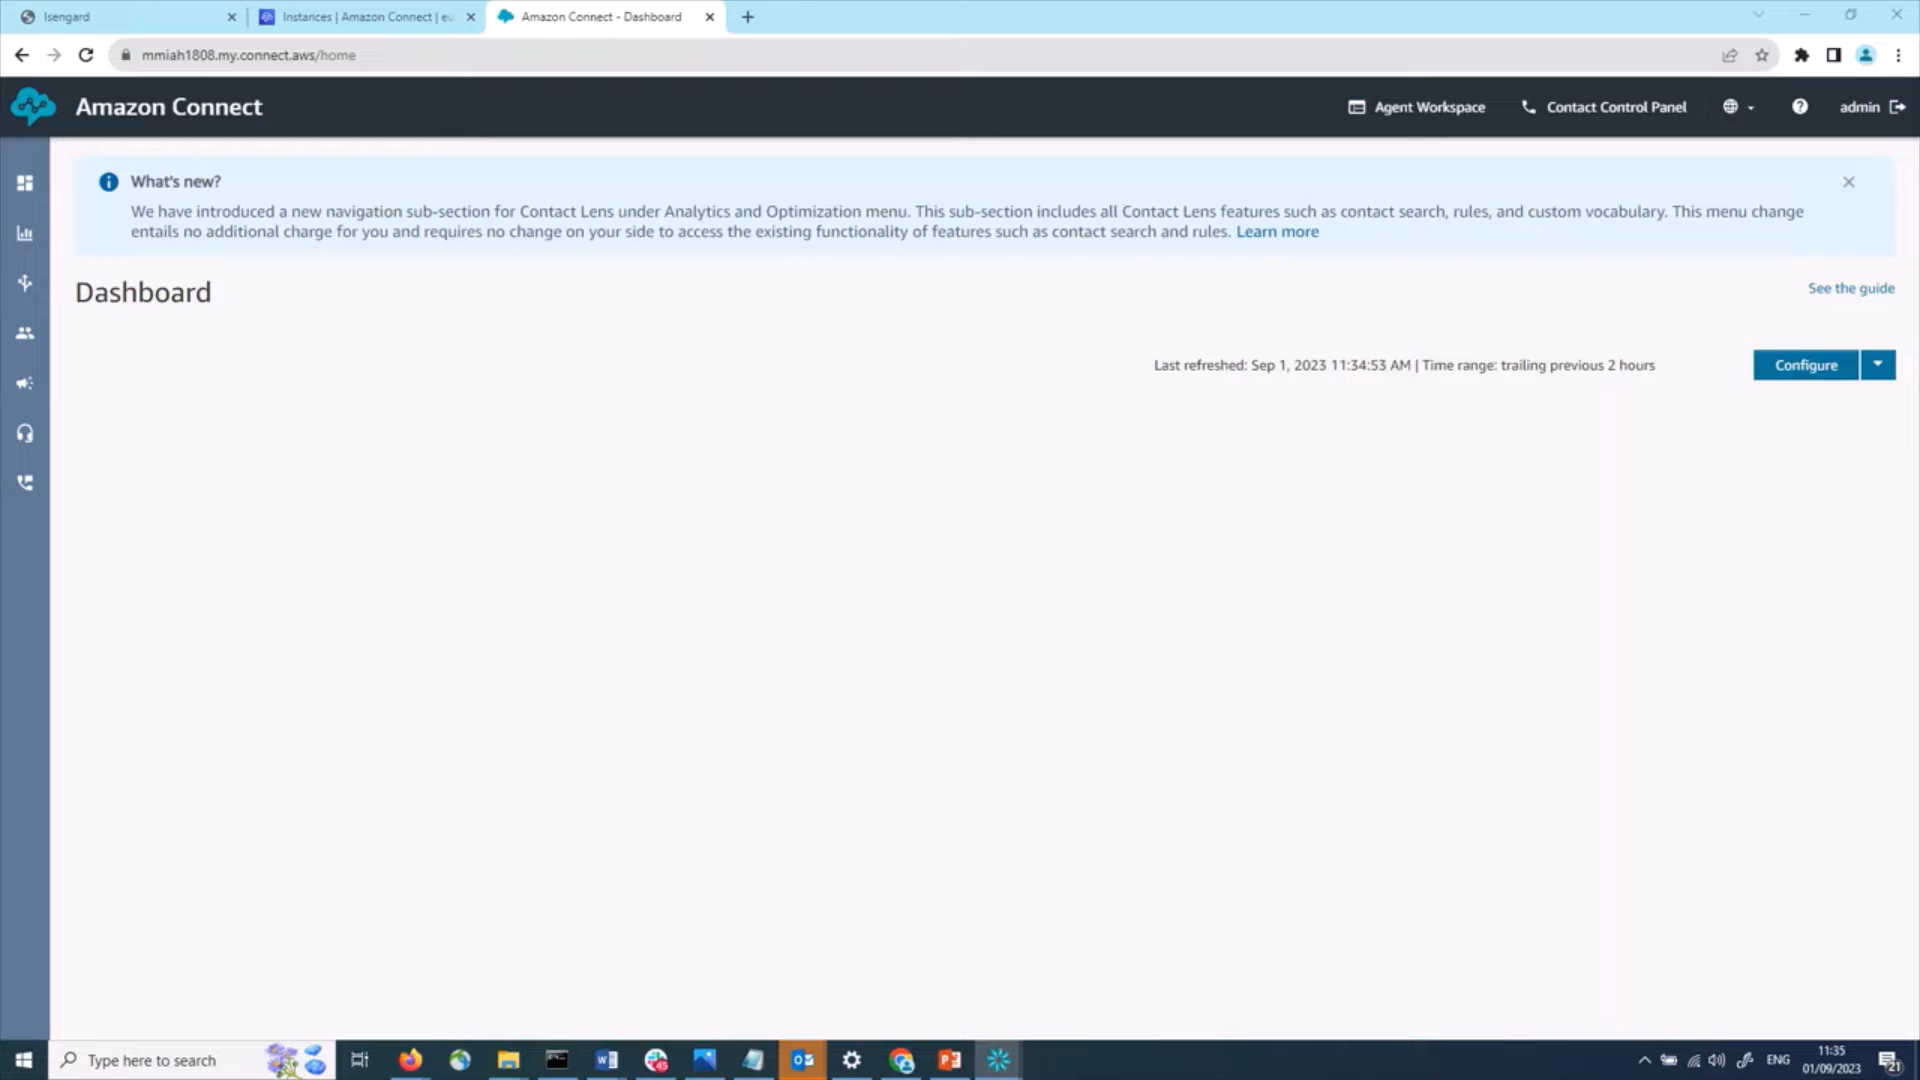 Isengard
Instances | Amazon Connect | eu
Amazon Connect - Dashboard
mmiah1808.my.connect.aws/home
Amazon Connect
Agent Workspace
Contact Control Panel
admin
What's new?
We have introduced a new navigation sub-section for Contact Lens under Analytics and Optimization menu. This sub-section includes all Contact Lens features such as contact search, rules, and custom vocabulary. This menu change
entails no additional charge for you and requires no change on your side to access the existing functionality of features such as contact search and rules. Learn more
Dashboard
See the guide
Last refreshed: Sep 1, 2023 11:34:53 AM | Time range: trailing previous 2 hours
Configure
Type here to search
45
ENG
11:35
01/09/2023
21